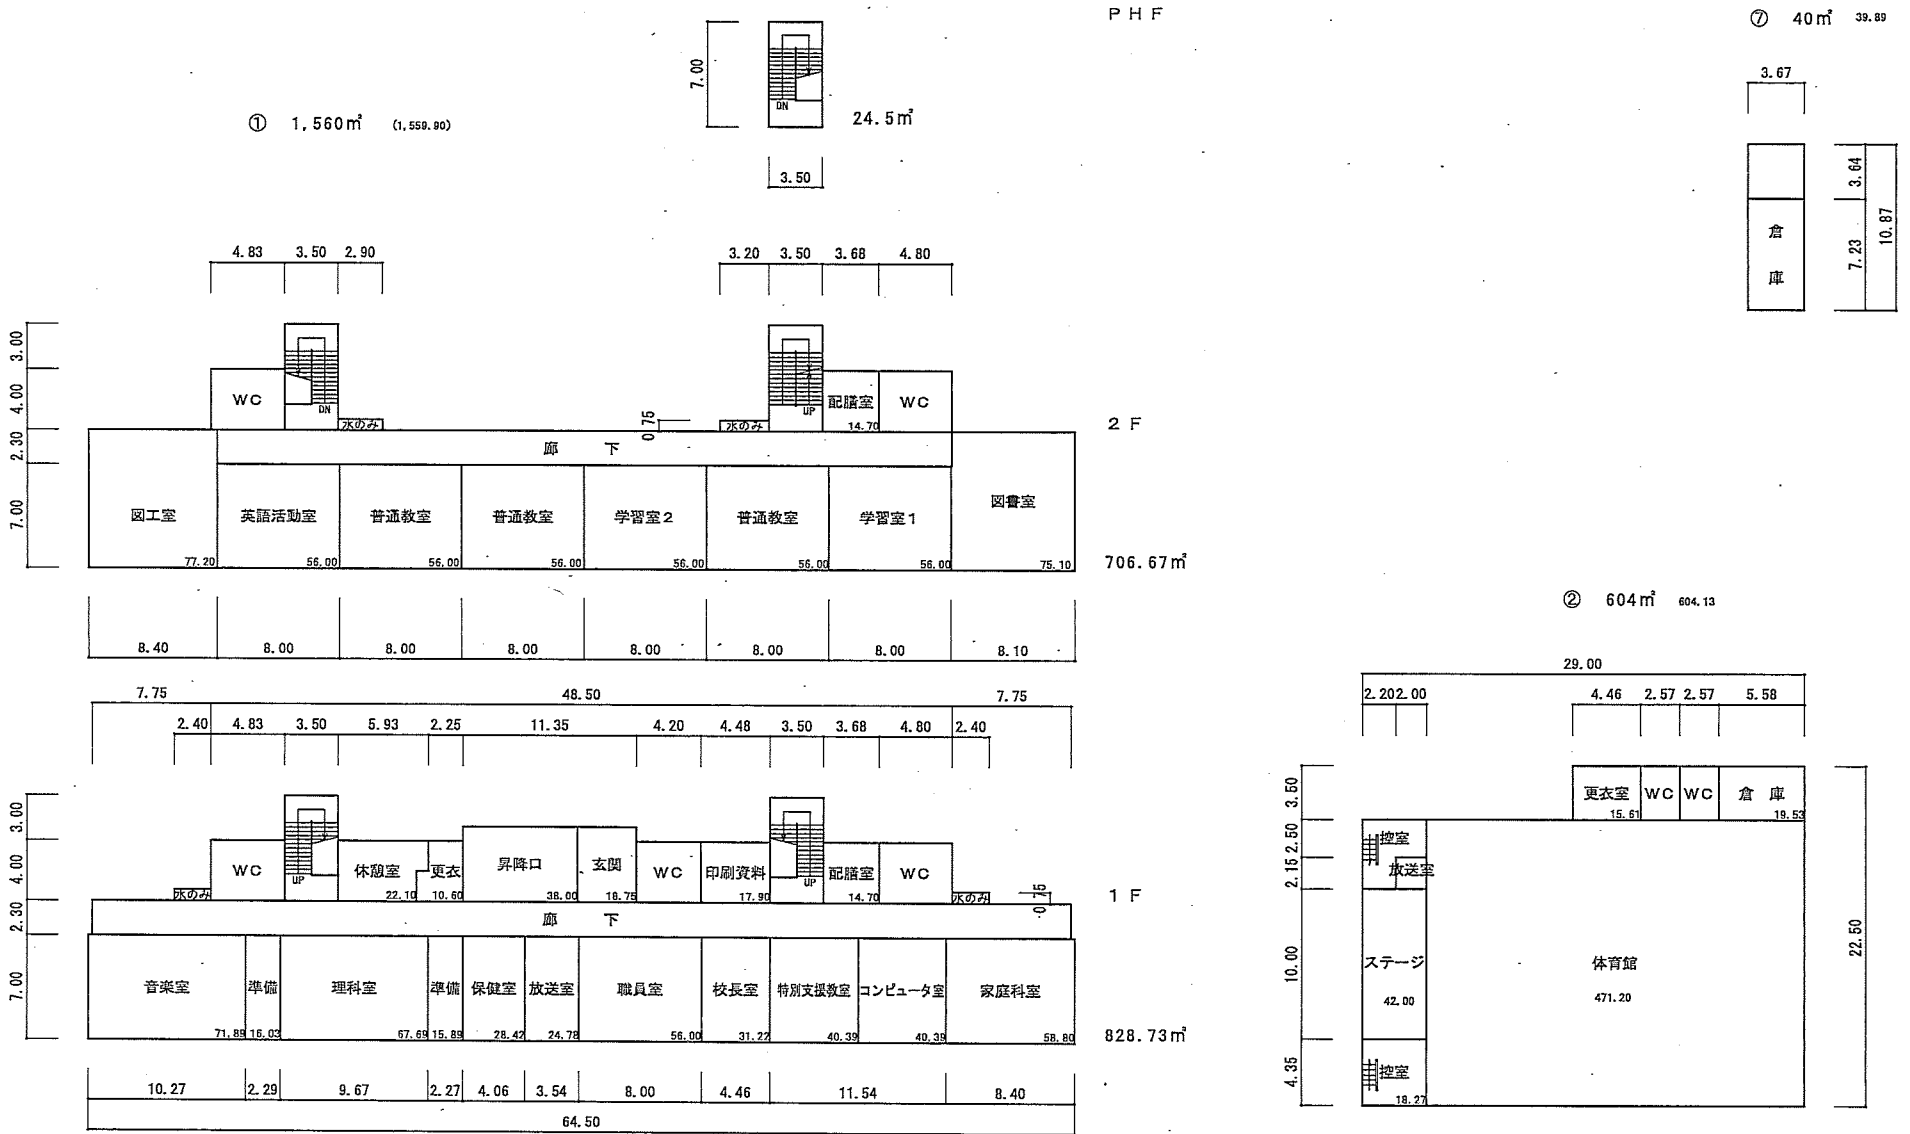 PHF
⑦ 40㎡ 39.89
3.67
3.64
7.23
10.87
倉庫
7.00
DN
24.5㎡
3.50
① 1,560㎡ (1,559.90)
4.83 3.50 2.90
3.20 3.50 3.68 4.80
3.00
4.00
2.30
7.00
WC
DN
水のみ
0.75
水のみ
UP
配膳室
14.70
WC
2F
廊下
図工室 英語活動室 普通教室 普通教室 学習室2 普通教室 学習室1 図書室
77.20 56.00 56.00 56.00 56.00 56.00 56.00 75.10
706.67㎡
8.40 8.00 8.00 8.00 8.00 8.00 8.00 8.10
7.75 48.50 7.75
2.40 4.83 3.50 5.93 2.25 11.35 4.20 4.48 3.50 3.68 4.80 2.40
3.00
4.00
2.30
7.00
水のみ
WC
UP
休憩室 更衣 昇降口 玄関 WC 印刷資料
22.10 10.60 38.00 18.75 17.90
UP
配膳室
14.70
WC
水のみ
0.75
1F
廊下
音楽室 準備 理科室 準備 保健室 放送室 職員室 校長室 特別支援教室 コンピュータ室 家庭科室
71.89 16.03 67.69 15.89 28.42 24.78 56.00 31.22 40.39 40.39 58.80
828.73㎡
10.27 2.29 9.67 2.27 4.06 3.54 8.00 4.46 11.54 8.40
64.50
② 604㎡ 604.13
29.00
2.20 2.00 4.46 2.57 2.57 5.58
3.50
2.50
2.15
10.00
4.35
22.50
更衣室 WC WC 倉庫
15.61 19.53
控室
放送室
ステージ
42.00
体育館
471.20
控室
18.27